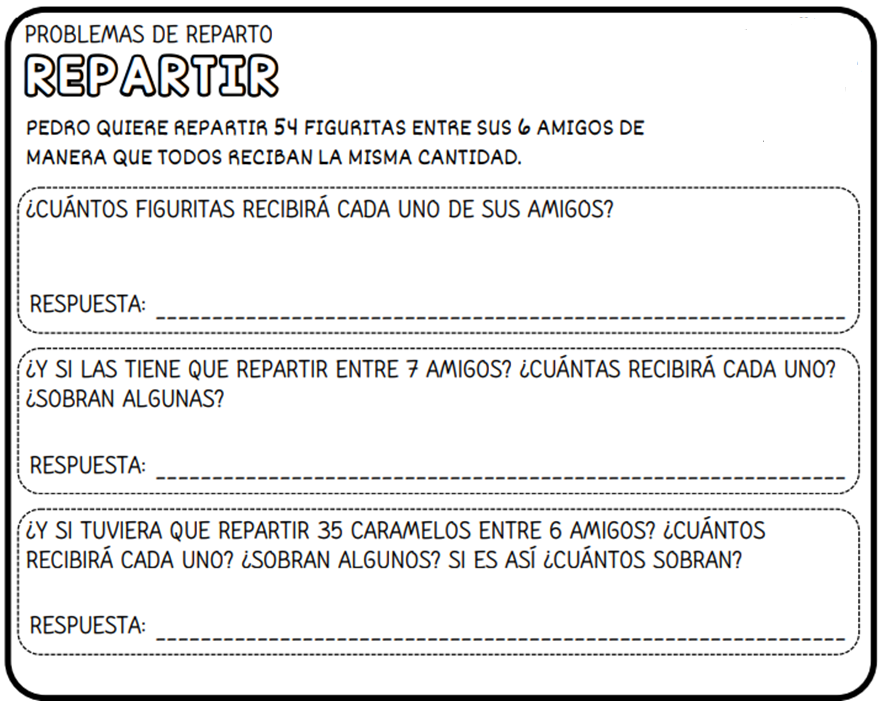 PROBLEMAS DE REPARTO
REPARTIR
PEDRO QUIERE REPARTIR 54 FIGURITAS ENTRE SUS 6 AMIGOS DE
MANERA QUE TODOS RECIBAN LA MISMA CANTIDAD.
¿CUÁNTOS FIGURITAS RECIBIRÁ CADA UNO DE SUS AMIGOS?
RESPUESTA: ____________________
¿Y SI LAS TIENE QUE REPARTIR ENTRE 7 AMIGOS? ¿CUÁNTAS RECIBIRÁ CADA UNO?
¿SOBRAN ALGUNAS?
RESPUESTA: ____________________
¿Y SI TUVIERA QUE REPARTIR 35 CARAMELOS ENTRE 6 AMIGOS? ¿CUÁNTOS
RECIBIRÁ CADA UNO? ¿SOBRAN ALGUNOS? SI ES ASÍ ¿CUÁNTOS SOBRAN?
RESPUESTA: ____________________